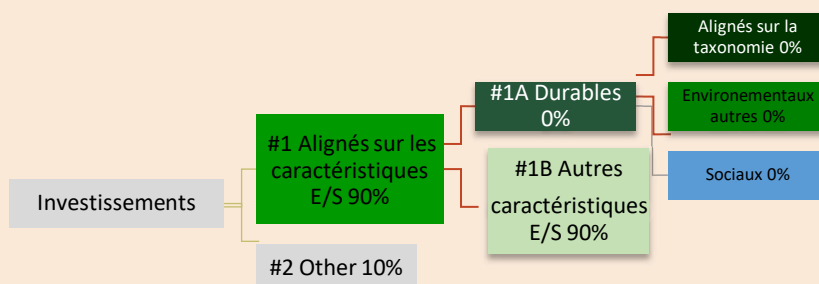 Investissements
#1 Alignés sur les
caractéristiques
E/S 90%
#2 Other 10%
#1A Durables
0%
#1B Autres
caractéristiques
E/S 90%
Alignés sur la
taxonomie 0%
Environementaux
autres 0%
Sociaux 0%